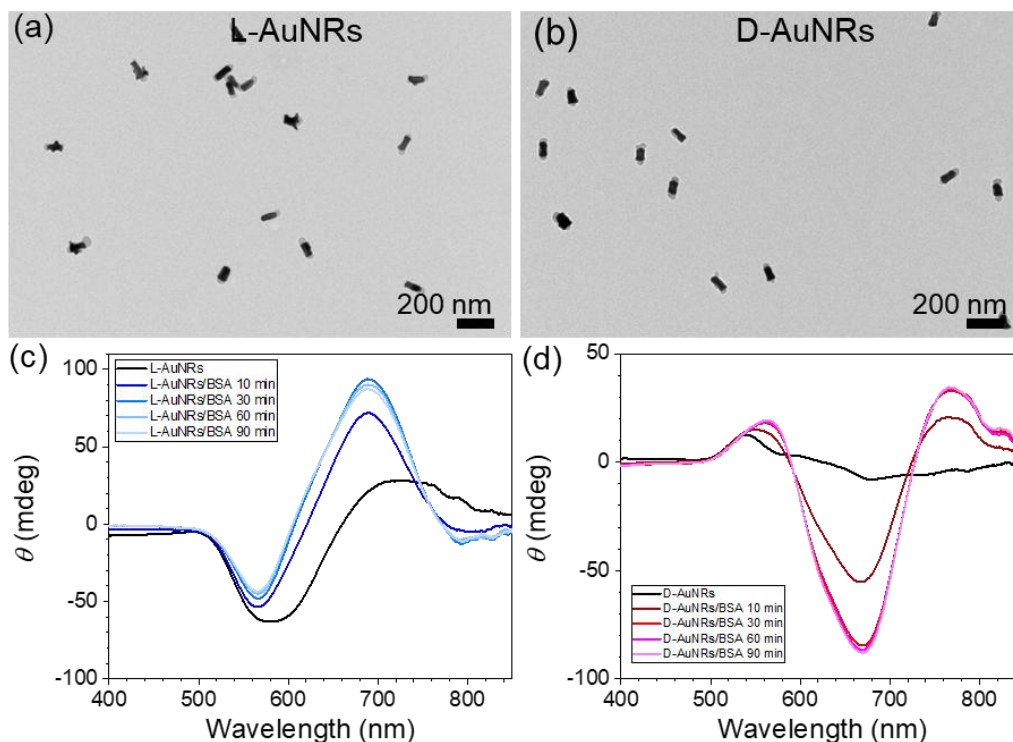 (a) L-AuNRs
200 nm
(b) D-AuNRs
200 nm
(c)
L-AuNRs
L-AuNRs/BSA 10 min
L-AuNRs/BSA 30 min
L-AuNRs/BSA 60 min
L-AuNRs/BSA 90 min
100
50
0
-50
-100
θ (mdeg)
400 500 600 700 800
Wavelength (nm)
(d)
50
0
-50
-100
θ (mdeg)
D-AuNRs
D-AuNRs/BSA 10 min
D-AuNRs/BSA 30 min
D-AuNRs/BSA 60 min
D-AuNRs/BSA 90 min
400 500 600 700 800
Wavelength (nm)